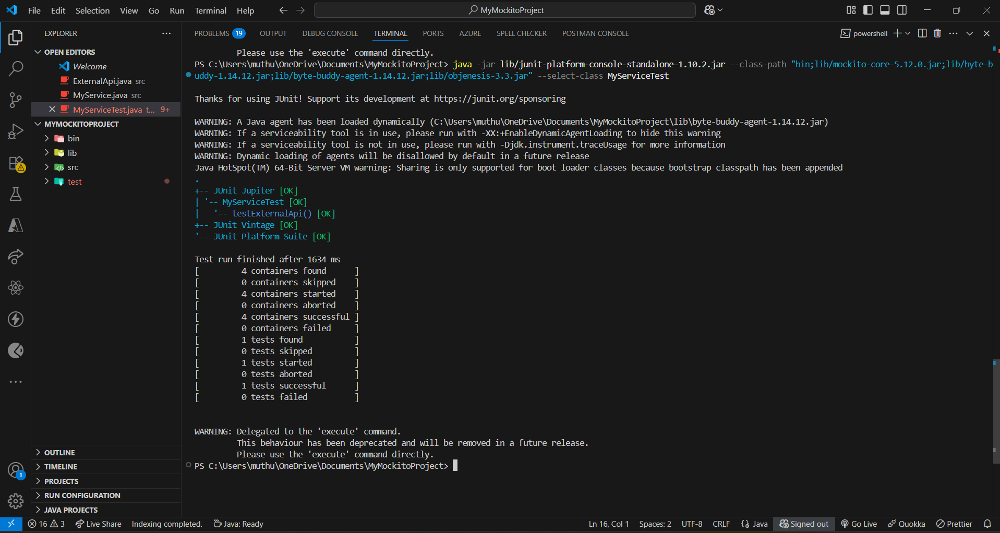 File Edit Selection View Go Run Terminal Help
MyMockitoProject
EXPLORER
OPEN EDITORS
Welcome
ExternalApi.java src
MyService.java src
MyServiceTest.java t... 9+
MYMOCKITOPROJECT
bin
lib
src
test
OUTLINE
TIMELINE
PROJECTS
RUN CONFIGURATION
JAVA PROJECTS
1
PROBLEMS 19 OUTPUT DEBUG CONSOLE TERMINAL PORTS AZURE SPELL CHECKER POSTMAN CONSOLE
powershell
Please use the 'execute' command directly.
PS C:\Users\muthu\OneDrive\Documents\MyMockitoProject> java -jar lib/junit-platform-console-standalone-1.10.2.jar --class-path "bin;lib/mockito-core-5.12.0.jar;lib/byte-b
uddy-1.14.12.jar;lib/byte-buddy-agent-1.14.12.jar;lib/objenesis-3.3.jar" --select-class MyServiceTest
Thanks for using JUnit! Support its development at https://junit.org/sponsoring
WARNING: A Java agent has been loaded dynamically (C:\Users\muthu\OneDrive\Documents\MyMockitoProject\lib\byte-buddy-agent-1.14.12.jar)
WARNING: If a serviceability tool is in use, please run with -XX:+EnableDynamicAgentLoading to hide this warning
WARNING: If a serviceability tool is not in use, please run with -Djdk.instrument.traceUsage for more information
WARNING: Dynamic loading of agents will be disallowed by default in a future release
Java HotSpot(TM) 64-Bit Server VM warning: Sharing is only supported for boot loader classes because bootstrap classpath has been appended
.
+-- JUnit Jupiter [OK]
| '-- MyServiceTest [OK]
|   '-- testExternalApi() [OK]
+-- JUnit Vintage [OK]
'-- JUnit Platform Suite [OK]
Test run finished after 1634 ms
[         4 containers found      ]
[         0 containers skipped    ]
[         4 containers started    ]
[         0 containers aborted    ]
[         4 containers successful ]
[         0 containers failed     ]
[         1 tests found           ]
[         0 tests skipped         ]
[         1 tests started         ]
[         0 tests aborted         ]
[         1 tests successful      ]
[         0 tests failed          ]
WARNING: Delegated to the 'execute' command.
This behaviour has been deprecated and will be removed in a future release.
Please use the 'execute' command directly.
PS C:\Users\muthu\OneDrive\Documents\MyMockitoProject>
16 3 Live Share Indexing completed. Java: Ready Ln 16, Col 1 Spaces: 2 UTF-8 CRLF {} Java Signed out Go Live Quokka Prettier